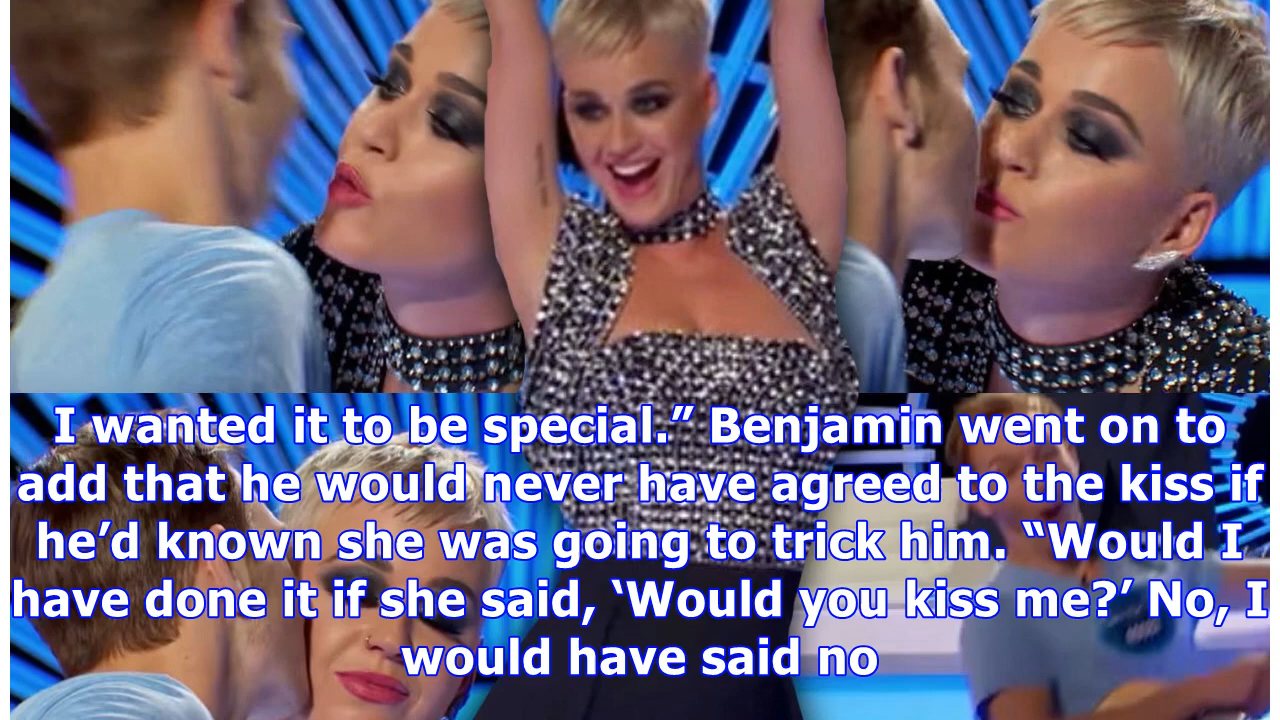 I wanted it to be special.” Benjamin went on to
add that he would never have agreed to the kiss if
he’d known she was going to trick him. “Would I
have done it if she said, ‘Would you kiss me?’ No, I
would have said no